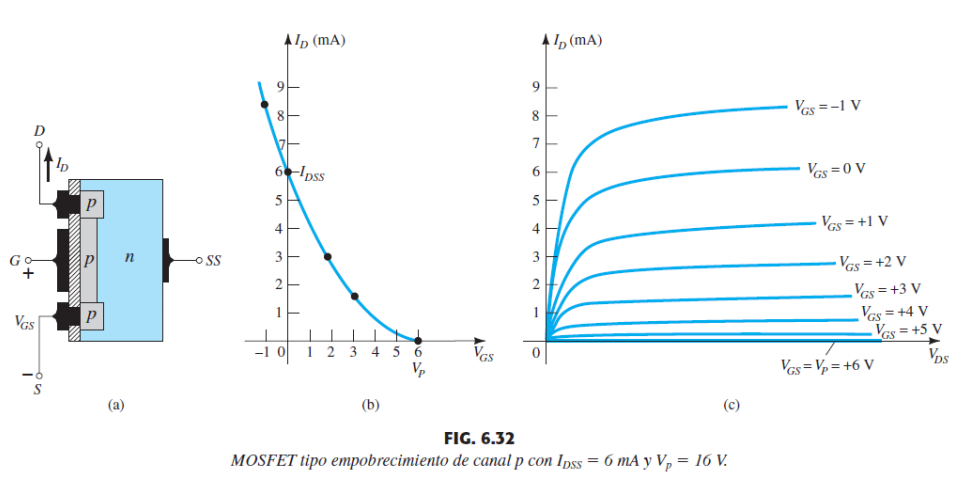 D
I_D
p
p
n
p
G
+
SS
V_GS
–
S
(a)
I_D (mA)
9
8
7
6
I_DSS
5
4
3
2
1
–1 0 1 2 3 4 5 6
V_P
V_GS
(b)
I_D (mA)
9
8
7
6
5
4
3
2
1
0
V_GS = –1 V
V_GS = 0 V
V_GS = +1 V
V_GS = +2 V
V_GS = +3 V
V_GS = +4 V
V_GS = +5 V
V_GS = V_P = +6 V
V_DS
(c)
FIG. 6.32
MOSFET tipo empobrecimiento de canal p con I_DSS = 6 mA y V_p = 16 V.